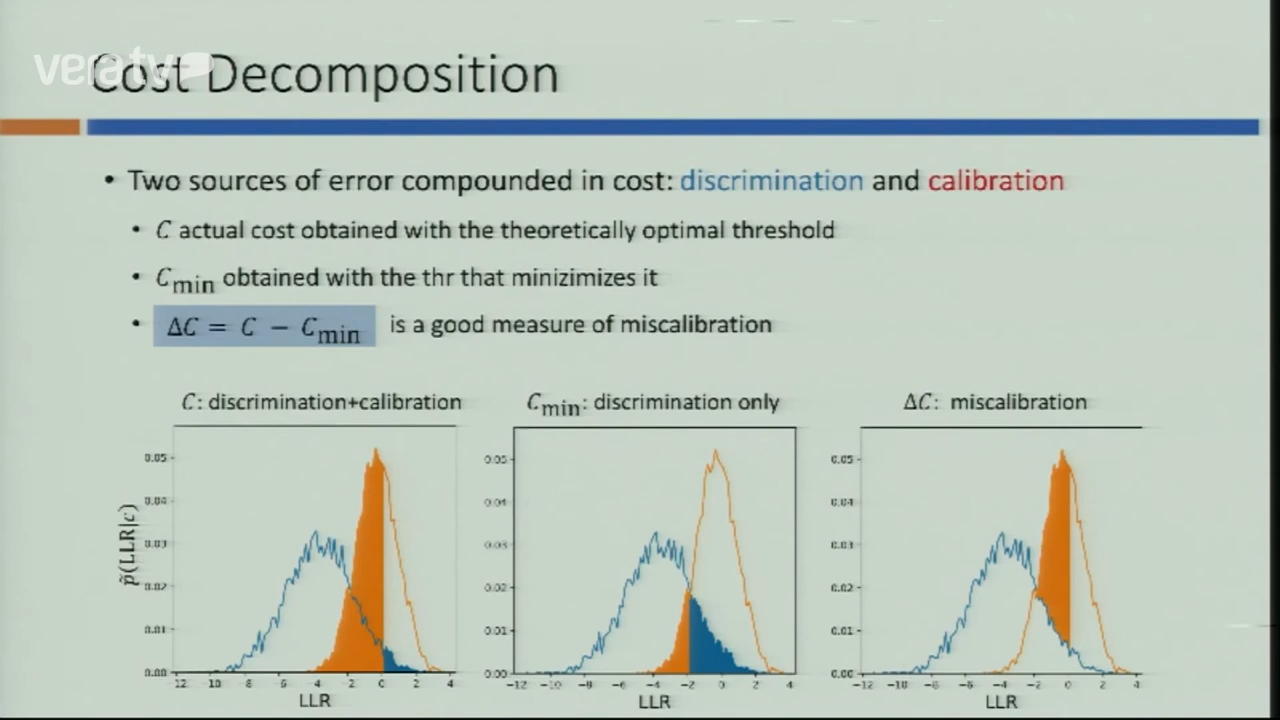 vera tv
Cost Decomposition
• Two sources of error compounded in cost: discrimination and calibration
• C actual cost obtained with the theoretically optimal threshold
• Cmin obtained with the thr that minizimizes it
• ΔC = C − Cmin is a good measure of miscalibration
C: discrimination+calibration
Cmin: discrimination only
ΔC: miscalibration
p̃(LLR|c)
0.05
0.04
0.03
0.02
0.01
0.00
12 10 8 6 −4 2 0 2 4
LLR
0.05
0.04
0.03
0.02
0.01
0.00
−12 −10 −8 −6 −4 −2 0 2 4
LLR
0.05
0.04
0.03
0.02
0.01
0.00
−12 −10 −8 −6 −4 −2 0 2 4
LLR